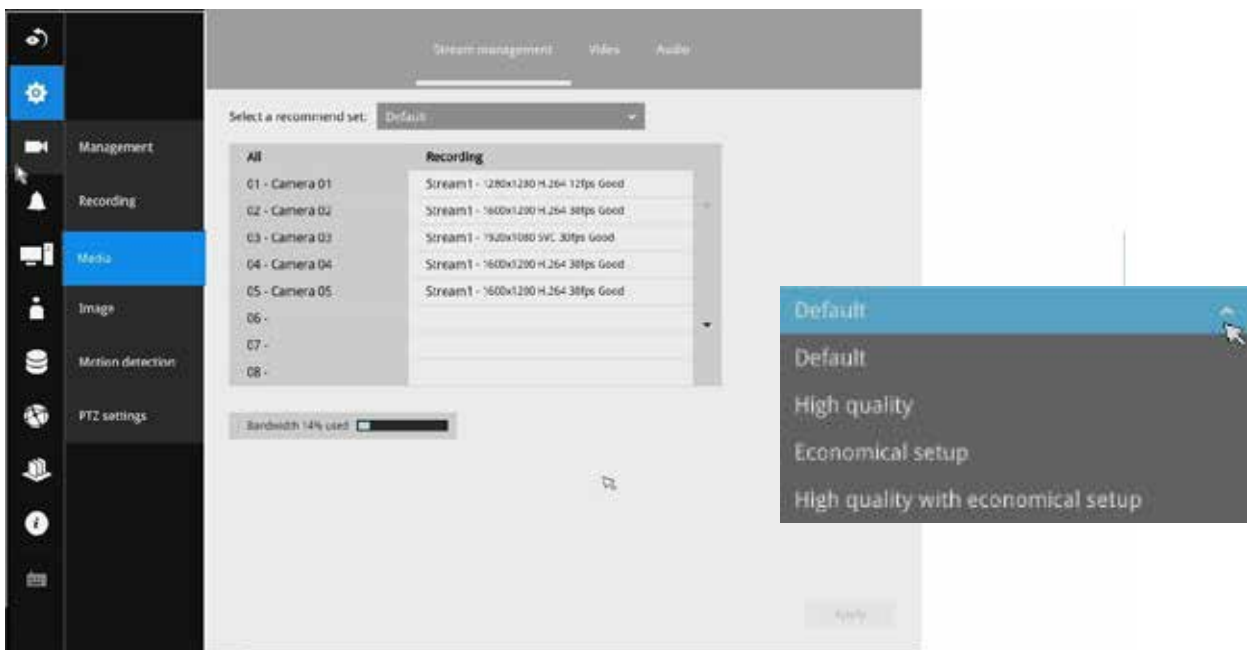 Stream management Video Audio
Select a recommend set: Default
Management
Recording
Media
Image
Motion detection
PTZ settings
All Recording
01 - Camera 01 Stream1 - 1280x1280 H.264 12fps Good
02 - Camera 02 Stream1 - 1600x1200 H.264 30fps Good
03 - Camera 03 Stream1 - 1920x1080 SVC 30fps Good
04 - Camera 04 Stream1 - 1600x1200 H.264 30fps Good
05 - Camera 05 Stream1 - 1600x1200 H.264 30fps Good
06 -
07 -
08 -
Bandwidth 14% used
Apply
Default
Default
High quality
Economical setup
High quality with economical setup